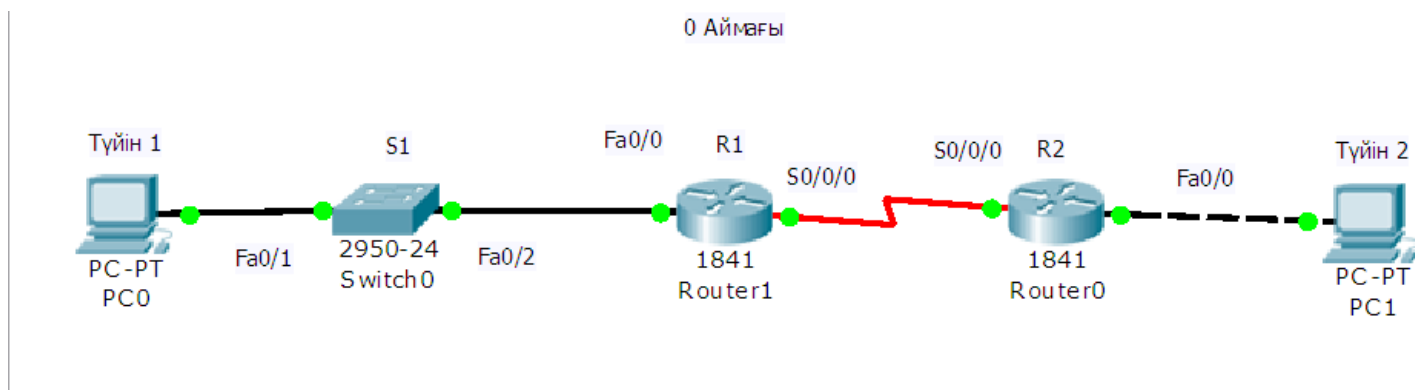 0 Аймағы
Түйін 1
S1
Fa0/0
R1
S0/0/0
S0/0/0
R2
Fa0/0
Түйін 2
Fa0/1
Fa0/2
PC-PT
PC0
2950-24
Switch0
1841
Router1
1841
Router0
PC-PT
PC1